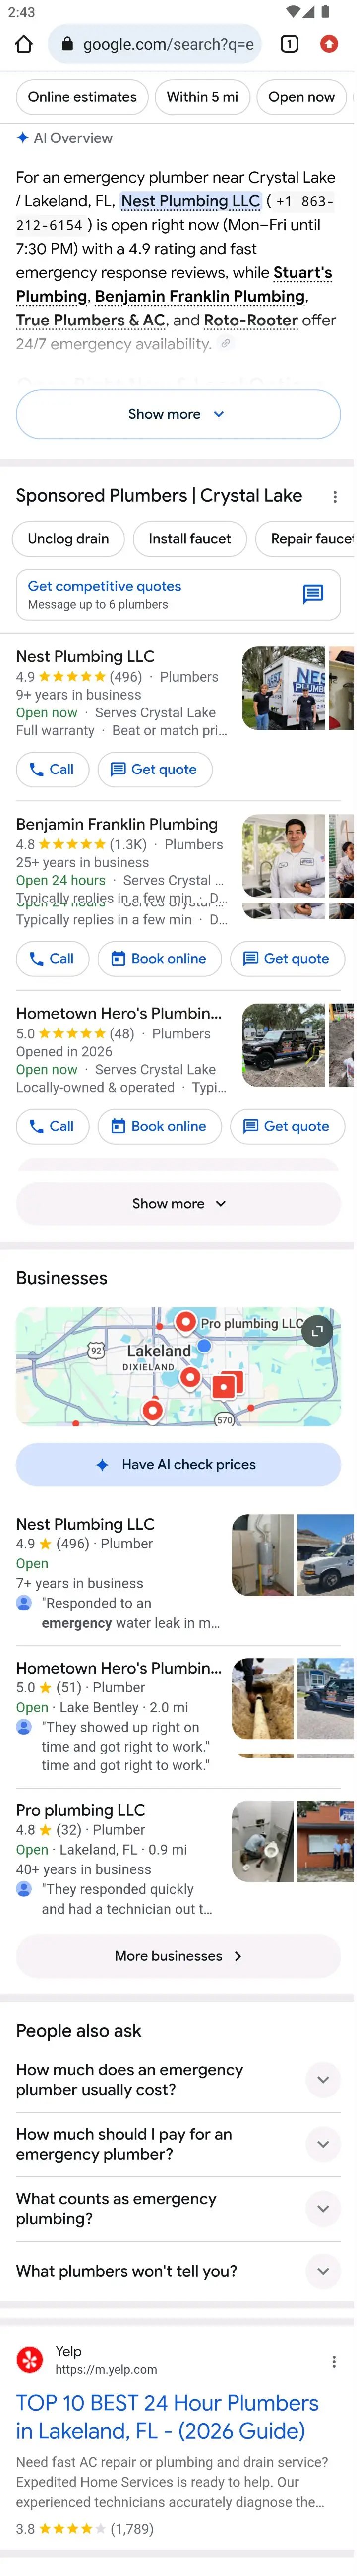 2:43
google.com/search?q=e
1
Online estimates
Within 5 mi
Open now
AI Overview
For an emergency plumber near Crystal Lake
/ Lakeland, FL, Nest Plumbing LLC ( +1 863-
212-6154 ) is open right now (Mon–Fri until
7:30 PM) with a 4.9 rating and fast
emergency response reviews, while Stuart's
Plumbing, Benjamin Franklin Plumbing,
True Plumbers & AC, and Roto-Rooter offer
24/7 emergency availability.
Show more
Sponsored Plumbers | Crystal Lake
Unclog drain
Install faucet
Repair faucet
Get competitive quotes
Message up to 6 plumbers
Nest Plumbing LLC
4.9 (496) · Plumbers
9+ years in business
Open now · Serves Crystal Lake
Full warranty · Beat or match pri...
Call
Get quote
Benjamin Franklin Plumbing
4.8 (1.3K) · Plumbers
25+ years in business
Open 24 hours · Serves Crystal ...
Typically replies in a few min · D...
Typically replies in a few min · D...
Call
Book online
Get quote
Hometown Hero's Plumbin...
5.0 (48) · Plumbers
Opened in 2026
Open now · Serves Crystal Lake
Locally-owned & operated · Typi...
Call
Book online
Get quote
Show more
Businesses
Pro plumbing LLC
92
Lakeland
DIXIELAND
570
Have AI check prices
Nest Plumbing LLC
4.9 (496) · Plumber
Open
7+ years in business
"Responded to an
emergency water leak in m...
Hometown Hero's Plumbin...
5.0 (51) · Plumber
Open · Lake Bentley · 2.0 mi
"They showed up right on
time and got right to work."
time and got right to work."
Pro plumbing LLC
4.8 (32) · Plumber
Open · Lakeland, FL · 0.9 mi
40+ years in business
"They responded quickly
and had a technician out t...
More businesses
People also ask
How much does an emergency
plumber usually cost?
How much should I pay for an
emergency plumber?
What counts as emergency
plumbing?
What plumbers won't tell you?
Yelp
https://m.yelp.com
TOP 10 BEST 24 Hour Plumbers
in Lakeland, FL - (2026 Guide)
Need fast AC repair or plumbing and drain service?
Expedited Home Services is ready to help. Our
experienced technicians accurately diagnose the...
3.8 (1,789)